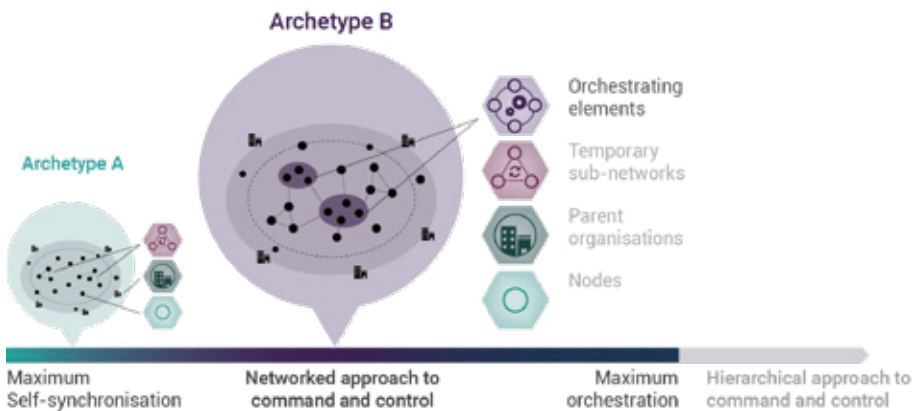 Archetype B
Orchestrating
elements
Temporary
sub-networks
Archetype A
Parent
organisations
Nodes
Maximum
Self-synchronisation
Networked approach to
command and control
Maximum
orchestration
Hierarchical approach to
command and control